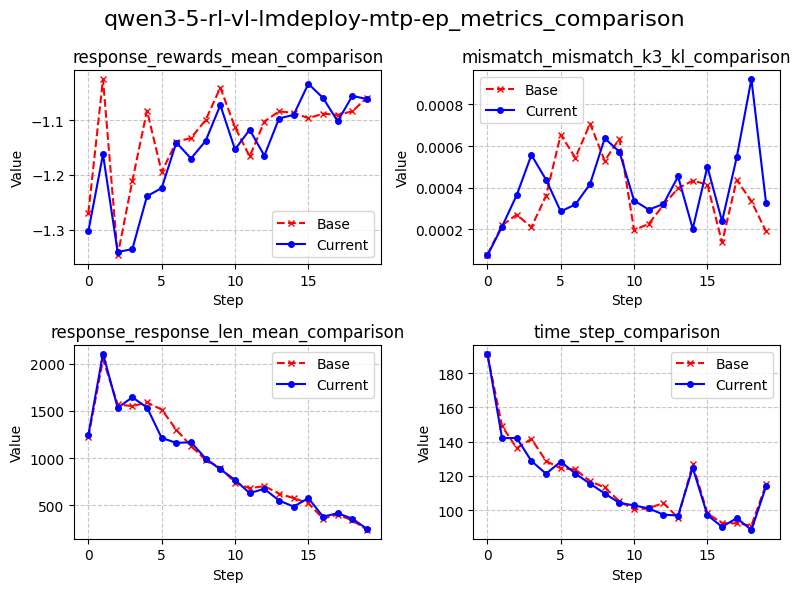 qwen3-5-rl-vl-lmdeploy-mtp-ep_metrics_comparison
response_rewards_mean_comparison
Value
−1.1
−1.2
−1.3
0
5
10
15
Step
Base
Current
mismatch_mismatch_k3_kl_comparison
Value
0.0008
0.0006
0.0004
0.0002
0
5
10
15
Step
Base
Current
response_response_len_mean_comparison
Value
2000
1500
1000
500
0
5
10
15
Step
Base
Current
time_step_comparison
Value
180
160
140
120
100
0
5
10
15
Step
Base
Current